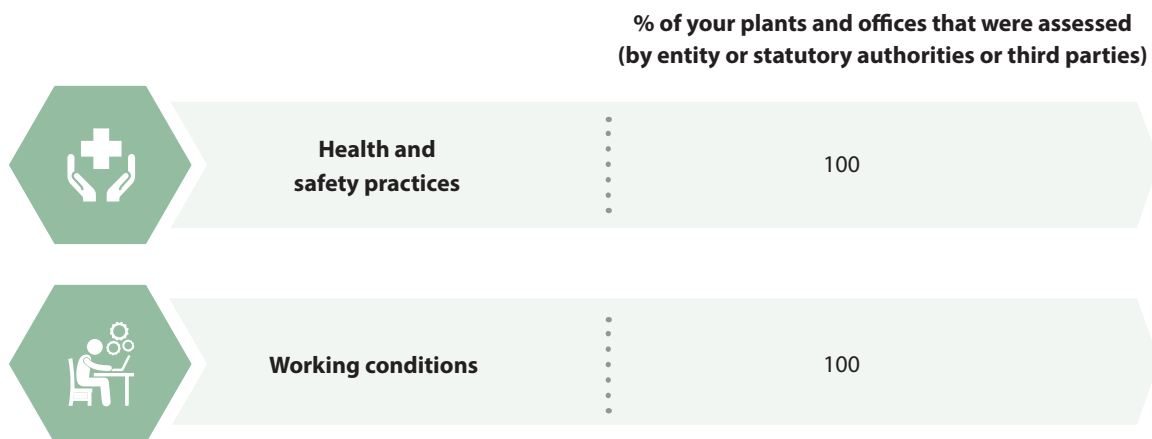 % of your plants and offices that were assessed
(by entity or statutory authorities or third parties)
Health and
safety practices
100
Working conditions
100